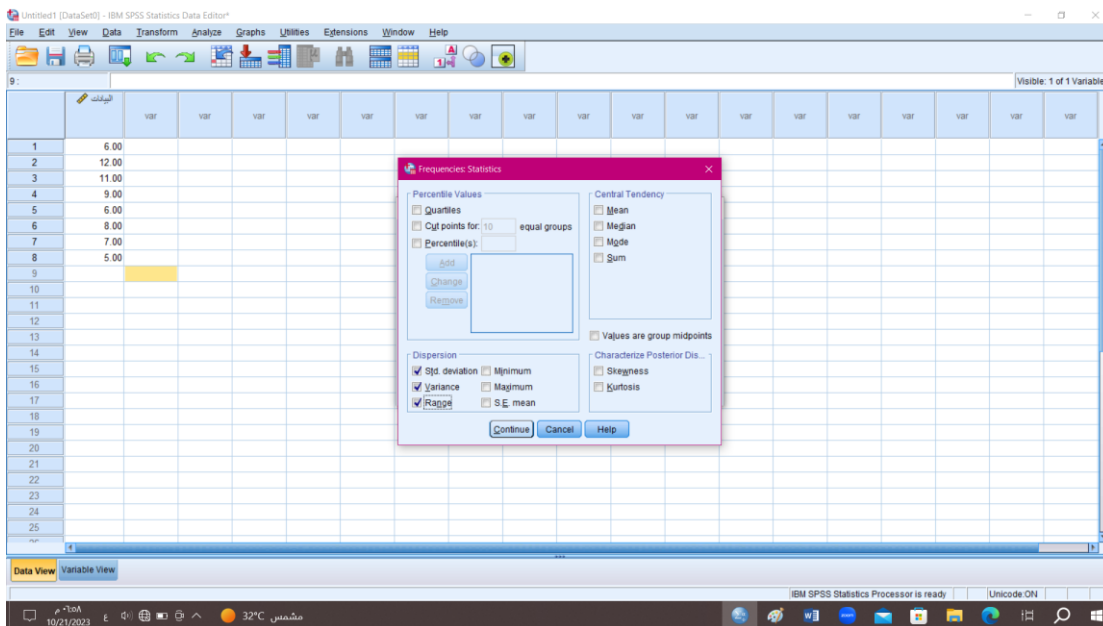 Untitled1 [DataSet0] - IBM SPSS Statistics Data Editor*
File Edit View Data Transform Analyze Graphs Utilities Extensions Window Help
9 :
Visible: 1 of 1 Variable
البيانات var var var var var var var var var var var var var var var var var var
1 6.00
2 12.00
3 11.00
4 9.00
5 6.00
6 8.00
7 7.00
8 5.00
9
10
11
12
13
14
15
16
17
18
19
20
21
22
23
24
25
Frequencies: Statistics
Percentile Values
Quartiles
Cut points for: 10 equal groups
Percentile(s):
Add
Change
Remove
Central Tendency
Mean
Median
Mode
Sum
Values are group midpoints
Dispersion
Std. deviation Minimum
Variance Maximum
Range S.E. mean
Characterize Posterior Dis...
Skewness
Kurtosis
Continue Cancel Help
Data View Variable View
IBM SPSS Statistics Processor is ready Unicode:ON
٠٦:٥٨ م
10/21/2023
ع
32°C مشمس